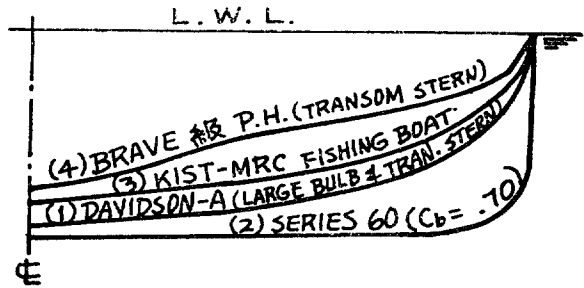 L. W. L.
(4) BRAVE 級 P.H. (TRANSOM STERN)
(3) KIST-MRC FISHING BOAT.
(1) DAVIDSON-A (LARGE BULB & TRAN. STERN)
(2) SERIES 60 (Cb= .70)
℄